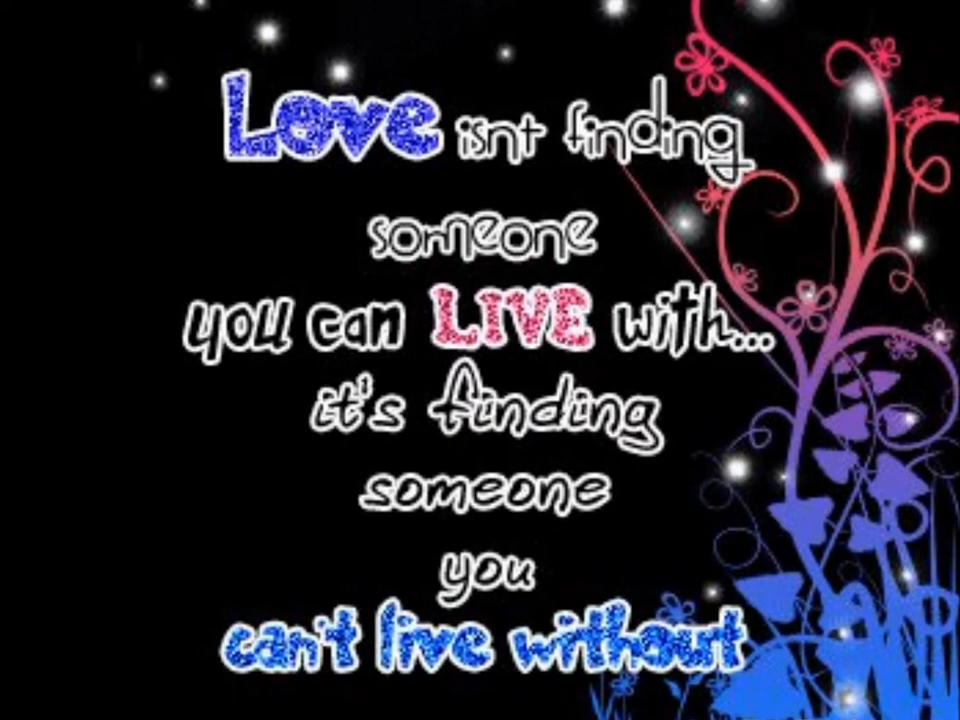 Love isnt finding
someone
you can LIVE with...
it's finding
someone
you
can't live without